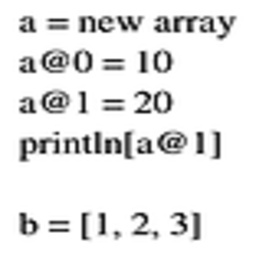 a = new array
a@0 = 10
a@1 = 20
println[a@1]
b = [1, 2, 3]